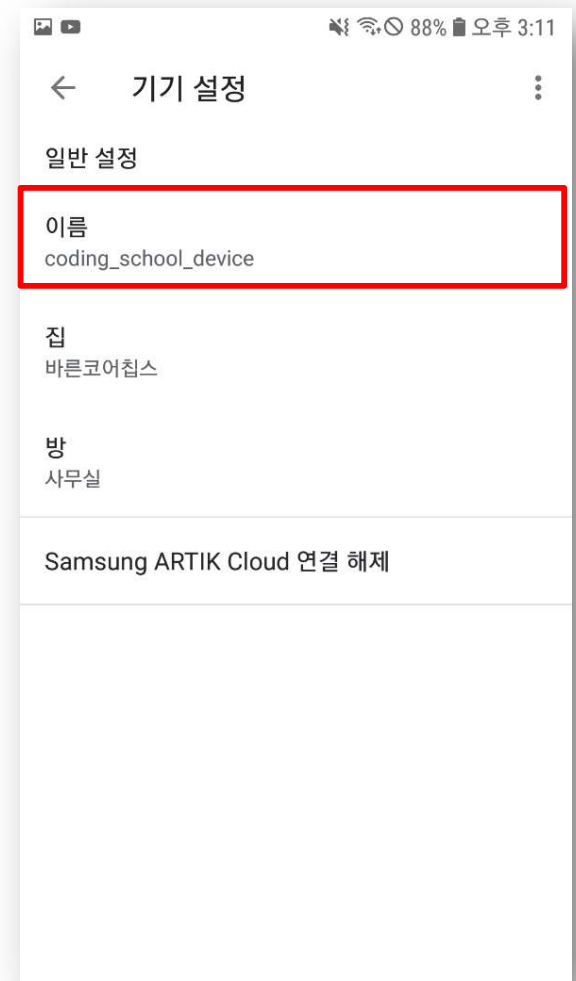 88% 오후 3:11
기기 설정
일반 설정
이름
coding_school_device
집
바른코어칩스
방
사무실
Samsung ARTIK Cloud 연결 해제